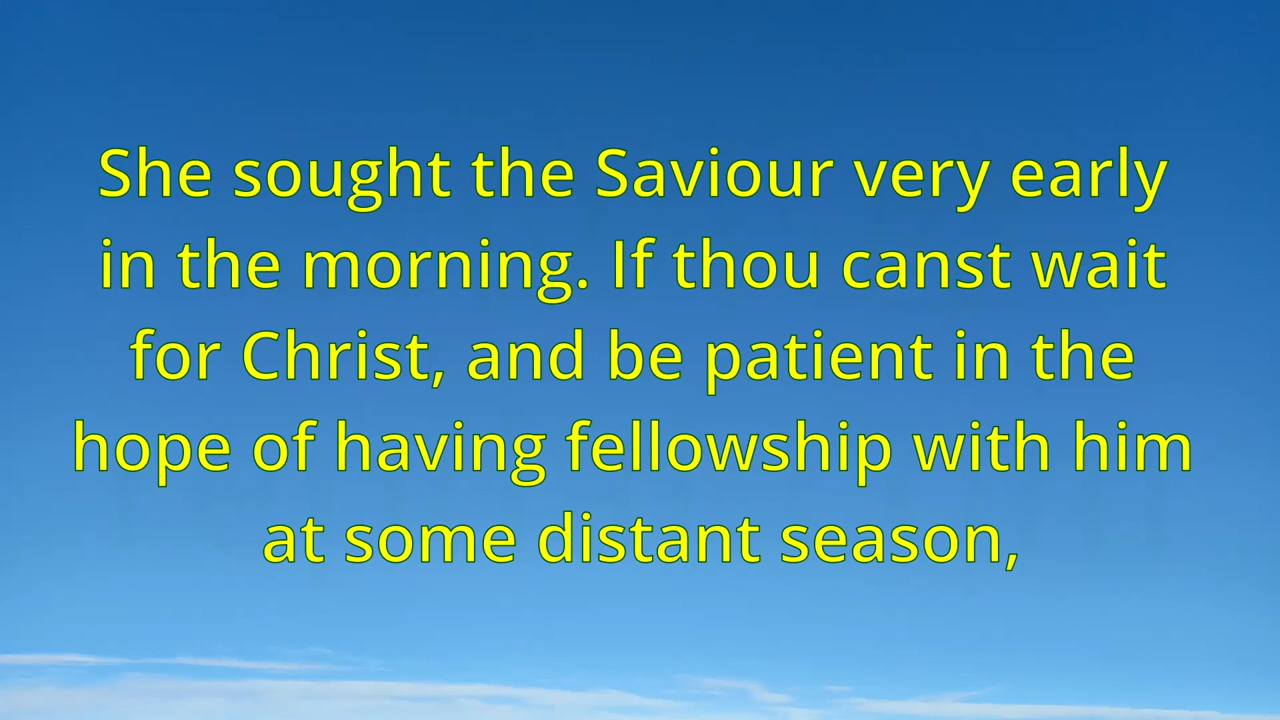 She sought the Saviour very early
in the morning. If thou canst wait
for Christ, and be patient in the
hope of having fellowship with him
at some distant season,